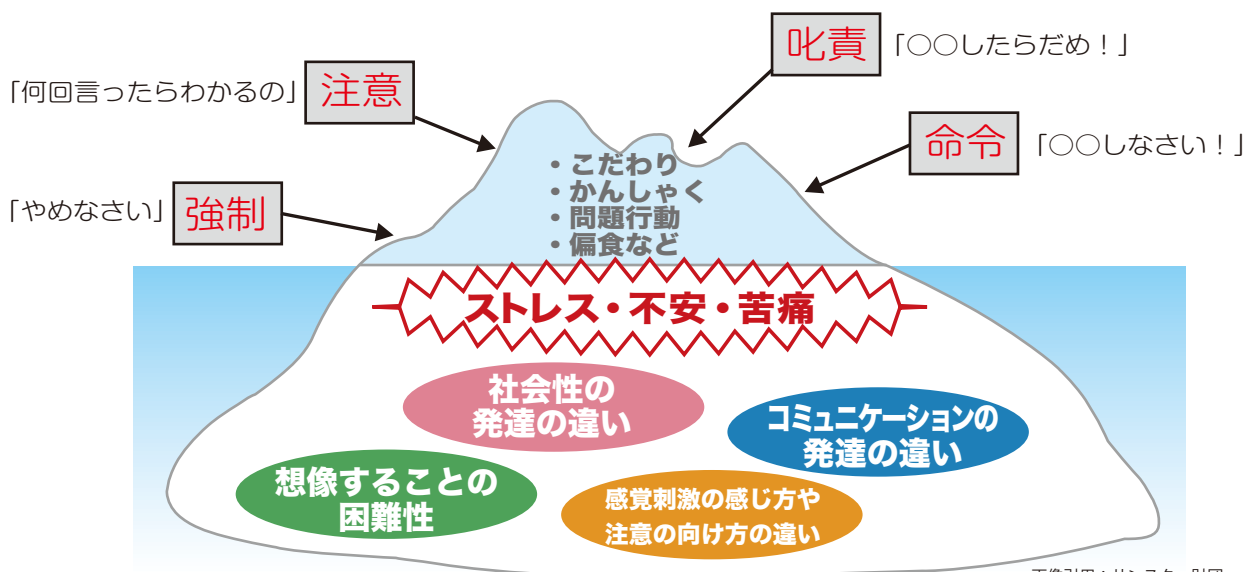 叱責
「○○したらだめ！」
「何回言ったらわかるの」
注意
命令
「○○しなさい！」
「やめなさい」
強制
・こだわり
・かんしゃく
・問題行動
・偏食など
ストレス・不安・苦痛
社会性の
発達の違い
コミュニケーションの
発達の違い
想像することの
困難性
感覚刺激の感じ方や
注意の向け方の違い